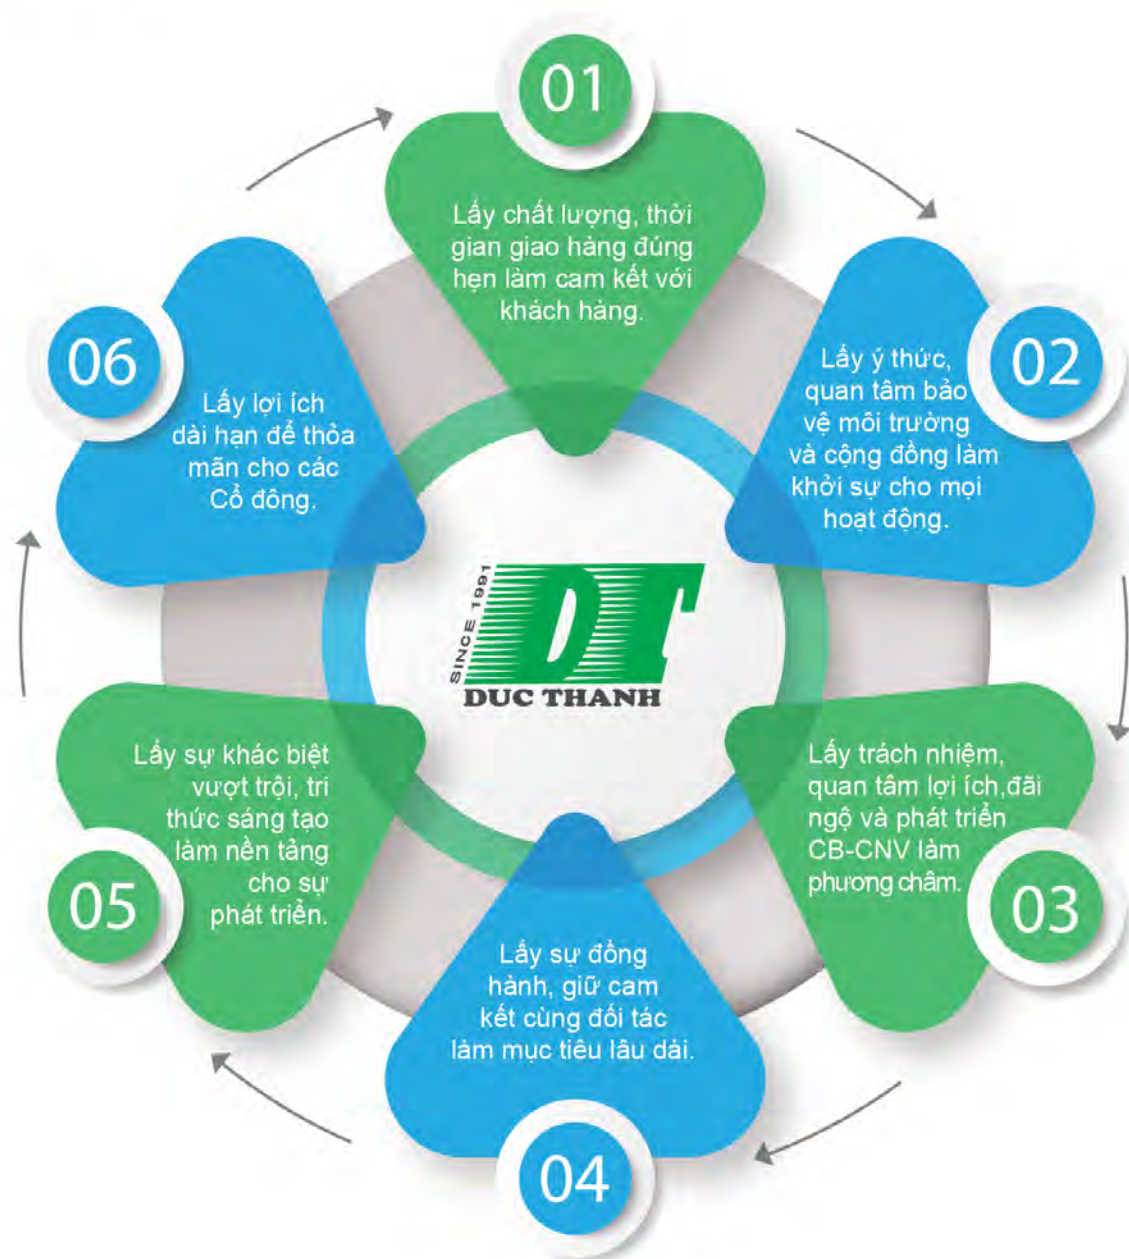 01
Lấy chất lượng, thời
gian giao hàng đúng
hẹn làm cam kết với
khách hàng.
02
Lấy ý thức,
quan tâm bảo
vệ môi trường
và cộng đồng làm
khởi sự cho mọi
hoạt động.
03
Lấy trách nhiệm,
quan tâm lợi ích,đãi
ngộ và phát triển
CB-CNV làm
phương châm.
04
Lấy sự đồng
hành, giữ cam
kết cùng đối tác
làm mục tiêu lâu dài.
05
Lấy sự khác biệt
vượt trội, tri
thức sáng tạo
làm nền tảng
cho sự
phát triển.
06
Lấy lợi ích
dài hạn để thỏa
mãn cho các
Cổ đông.
SINCE 1991
DT
DUC THANH